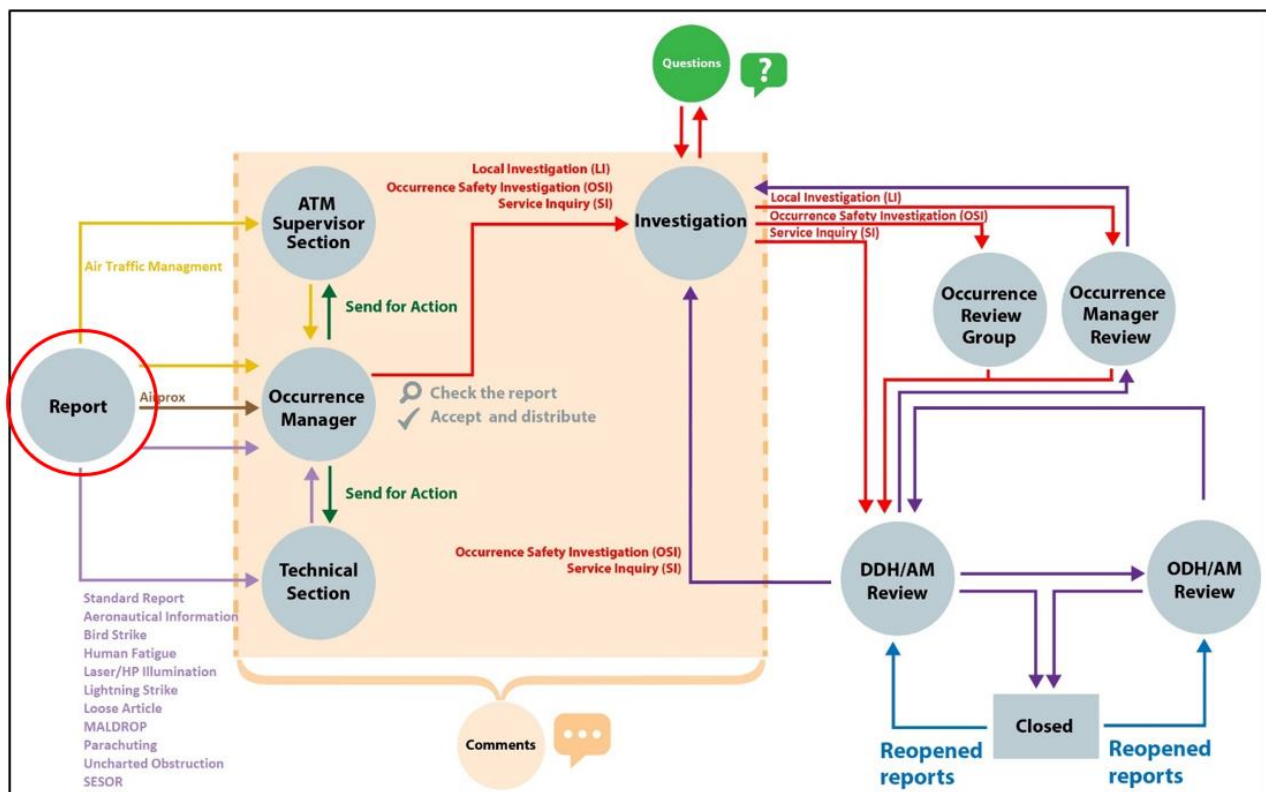 Questions
?
Local Investigation (LI)
Occurrence Safety Investigation (OSI)
Service Inquiry (SI)
ATM
Supervisor
Section
Investigation
Local Investigation (LI)
Occurrence Safety Investigation (OSI)
Service Inquiry (SI)
Air Traffic Managment
Send for Action
Occurrence
Review
Group
Occurrence
Manager
Review
Report
Airprox
Occurrence
Manager
Check the report
Accept and distribute
Send for Action
Technical
Section
Occurrence Safety Investigation (OSI)
Service Inquiry (SI)
DDH/AM
Review
ODH/AM
Review
Standard Report
Aeronautical Information
Bird Strike
Human Fatigue
Laser/HP Illumination
Lightning Strike
Loose Article
MALDROP
Parachuting
Uncharted Obstruction
SESOR
Comments
Closed
Reopened
reports
Reopened
reports